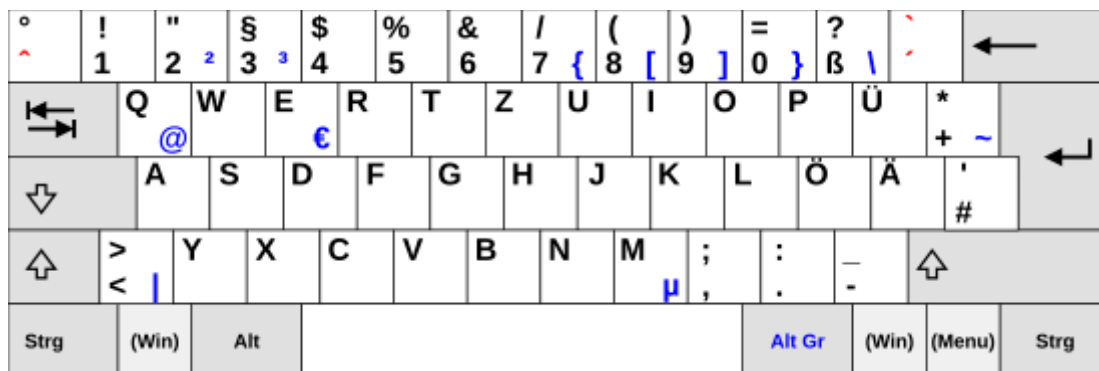 ° ! " § $ % & / ( ) = ? `
^ 1 2 ² 3 ³ 4 5 6 7 { 8 [ 9 ] 0 } ß \ ´
Q W E R T Z U I O P Ü *
@ € + ~
A S D F G H J K L Ö Ä '
#
> Y X C V B N M ; : _
< | µ , . -
Strg (Win) Alt Alt Gr (Win) (Menu) Strg